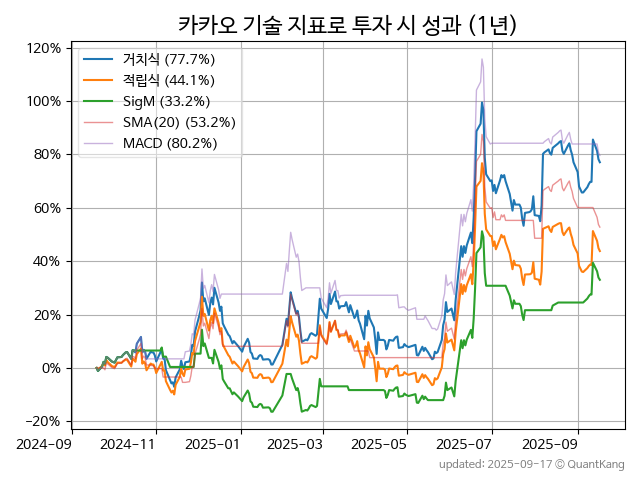 카카오 기술 지표로 투자 시 성과 (1년)
120%
100%
80%
60%
40%
20%
0%
−20%
거치식 (77.7%)
적립식 (44.1%)
SigM (33.2%)
SMA(20) (53.2%)
MACD (80.2%)
2024-09
2024-11
2025-01
2025-03
2025-05
2025-07
2025-09
updated: 2025-09-17 © QuantKang